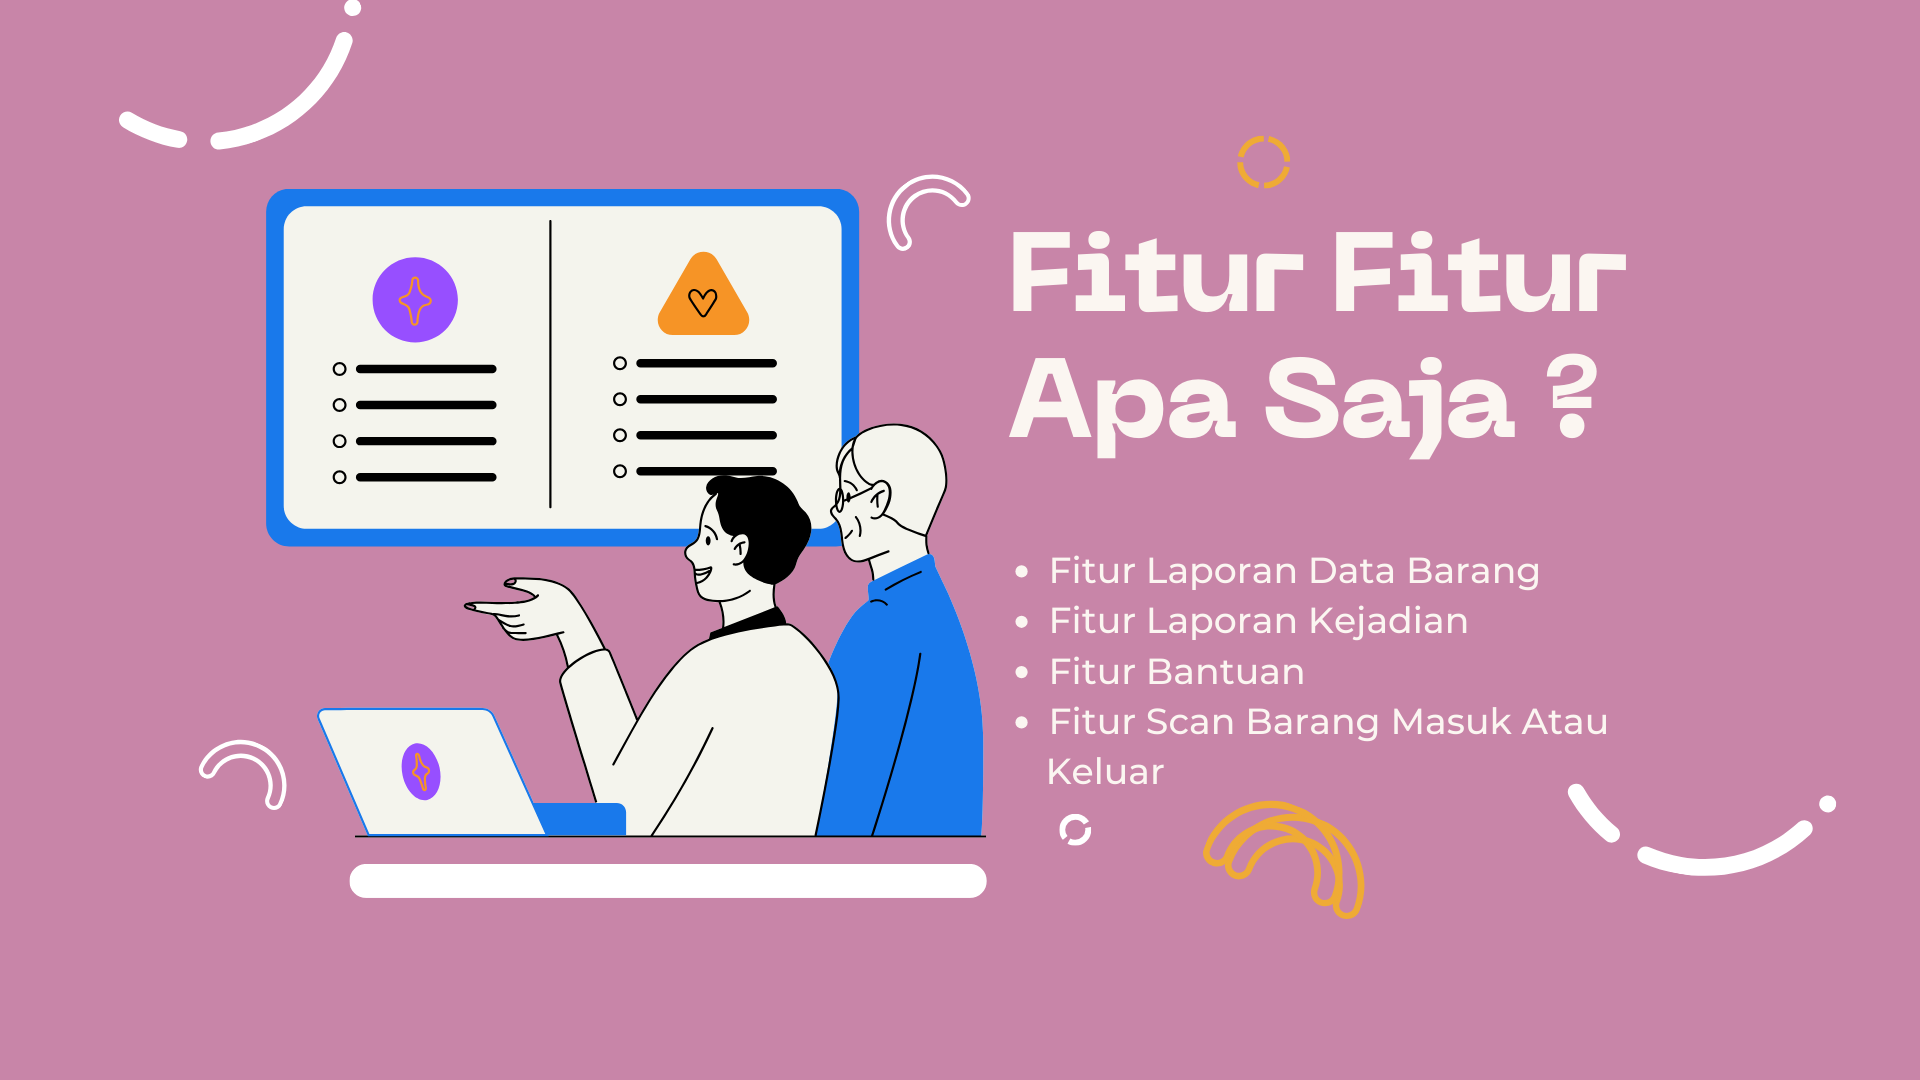 Fitur Fitur
Apa Saja ?
• Fitur Laporan Data Barang
• Fitur Laporan Kejadian
• Fitur Bantuan
• Fitur Scan Barang Masuk Atau
Keluar